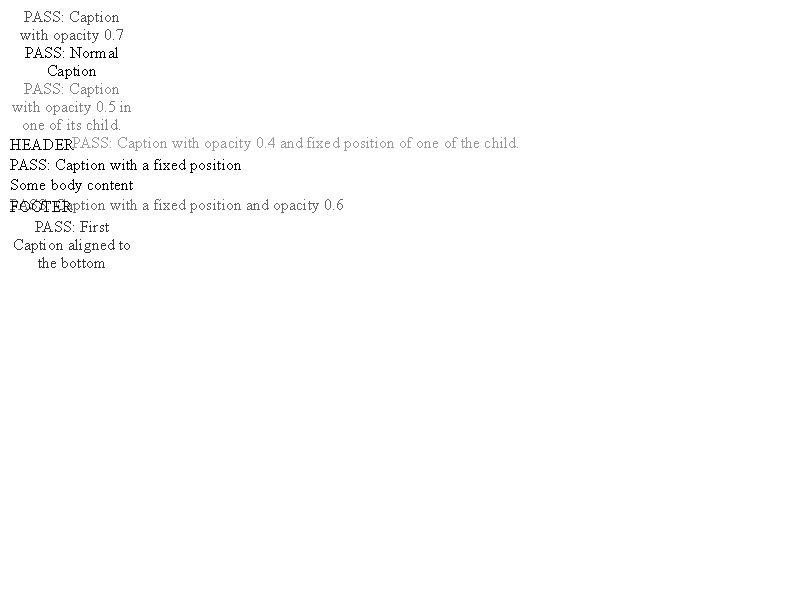 PASS: Caption
with opacity 0.7
PASS: Normal
Caption
PASS: Caption
with opacity 0.5 in
one of its child.
HEADER
PASS: Caption with opacity 0.4 and fixed position of one of the child.
PASS: Caption with a fixed position
Some body content
FOOTER
PASS: Caption with a fixed position and opacity 0.6
PASS: First
Caption aligned to
the bottom